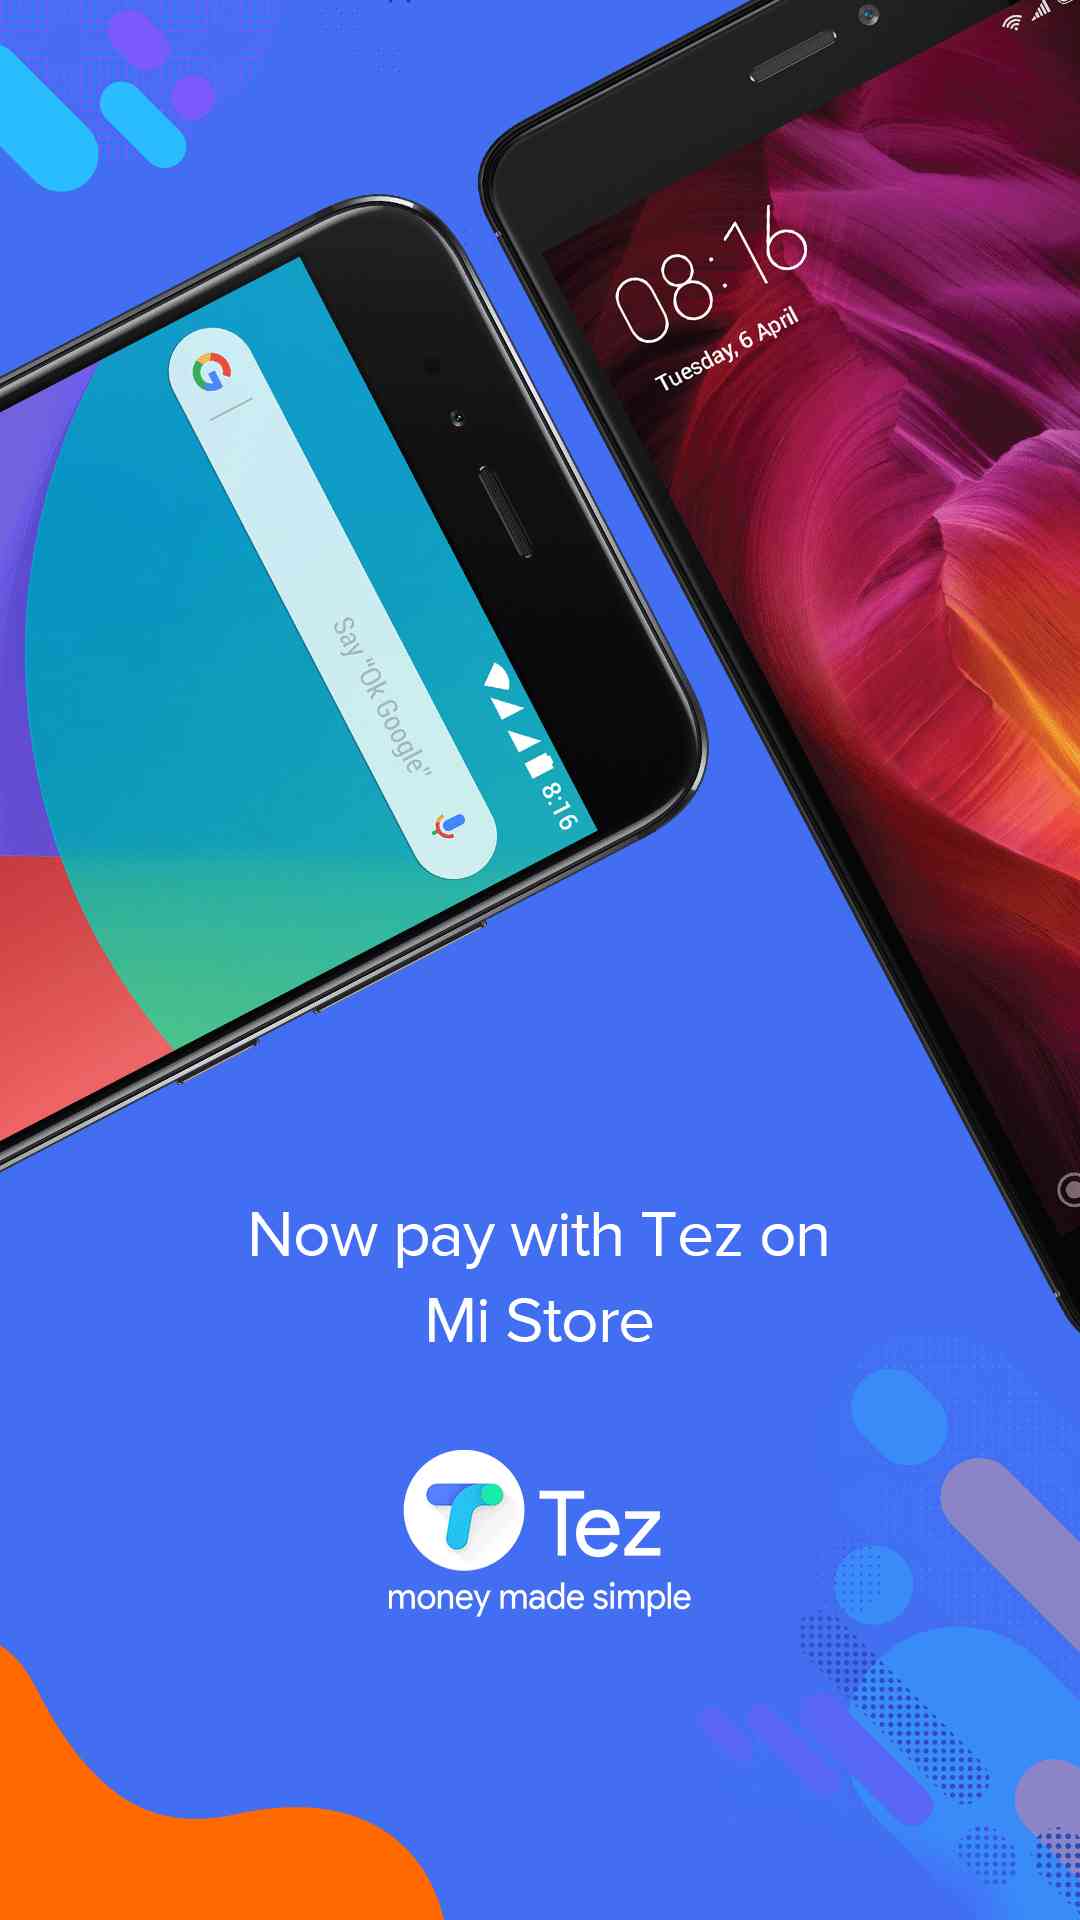 08:16
Tuesday, 6 April
Say "Ok Google"
8:16
Now pay with Tez on
Mi Store
Tez
money made simple